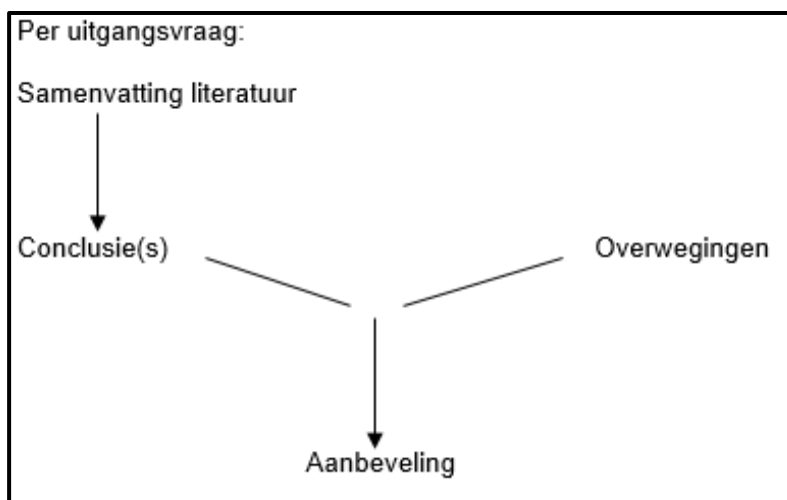 Per uitgangsvraag:
Samenvatting literatuur
Conclusie(s) Overwegingen
Aanbeveling